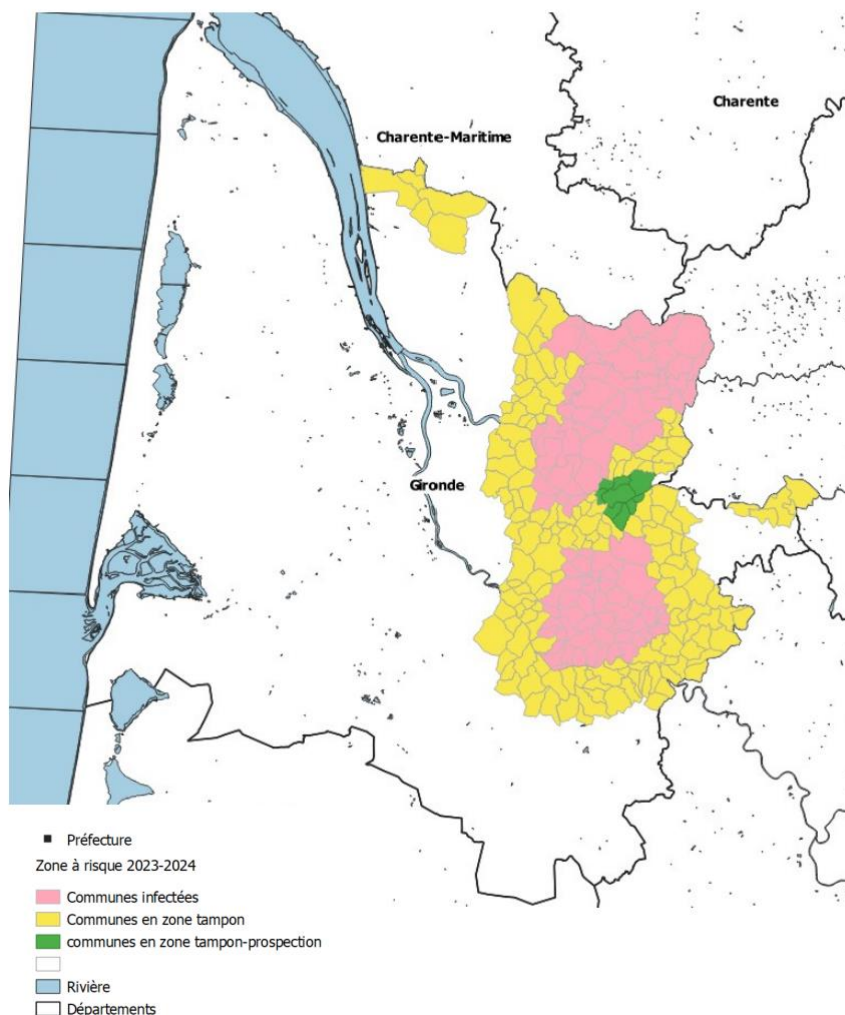 Charente
Charente-Maritime
Gironde
Préfecture
Zone à risque 2023-2024
Communes infectées
Communes en zone tampon
communes en zone tampon-prospection
Rivière
Départements